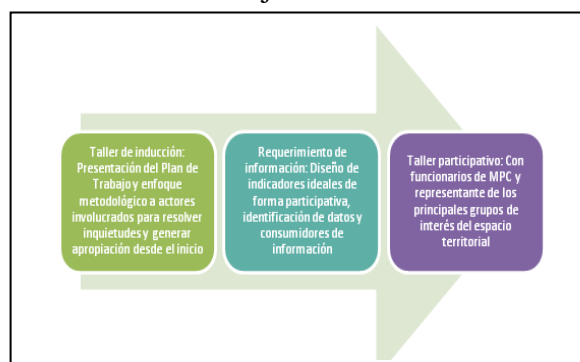 Taller de inducción:
Presentación del Plan de
Trabajo y enfoque
metodológico a actores
involucrados para resolver
inquietudes y generar
apropiación desde el inicio
Requerimiento de
información: Diseño de
indicadores ideales de
forma participativa,
identificación de datos y
consumidores de
información
Taller participativo: Con
funcionarios de MPC y
representante de los
principales grupos de
interés del espacio
territorial